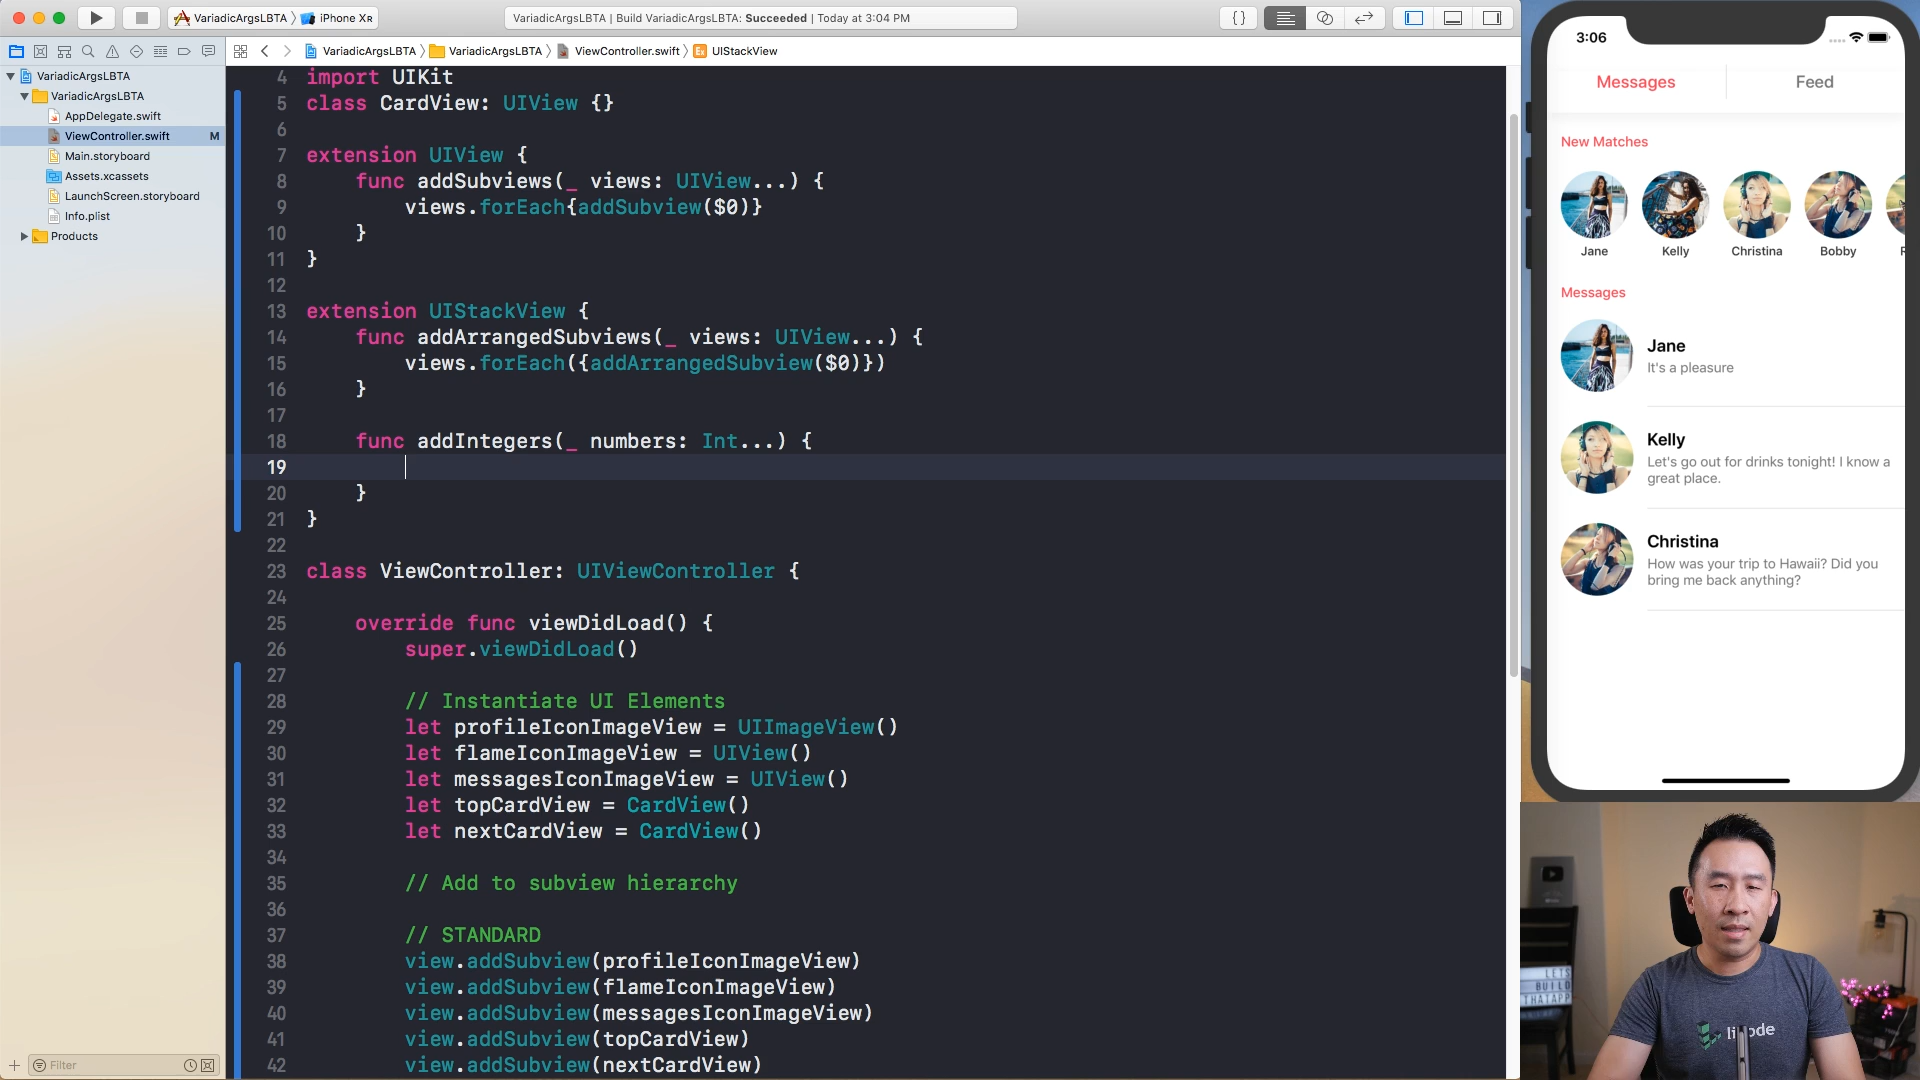 VariadicArgsLBTA
iPhone XR
VariadicArgsLBTA | Build VariadicArgsLBTA: Succeeded | Today at 3:04 PM
VariadicArgsLBTA
VariadicArgsLBTA
ViewController.swift
Ex UIStackView
VariadicArgsLBTA
VariadicArgsLBTA
AppDelegate.swift
ViewController.swift M
Main.storyboard
Assets.xcassets
LaunchScreen.storyboard
Info.plist
Products
Filter
4 import UIKit
5 class CardView: UIView {}
6
7 extension UIView {
8 func addSubviews(_ views: UIView...) {
9 views.forEach{addSubview($0)}
10 }
11 }
12
13 extension UIStackView {
14 func addArrangedSubviews(_ views: UIView...) {
15 views.forEach({addArrangedSubview($0)})
16 }
17
18 func addIntegers(_ numbers: Int...) {
19
20 }
21 }
22
23 class ViewController: UIViewController {
24
25 override func viewDidLoad() {
26 super.viewDidLoad()
27
28 // Instantiate UI Elements
29 let profileIconImageView = UIImageView()
30 let flameIconImageView = UIView()
31 let messagesIconImageView = UIView()
32 let topCardView = CardView()
33 let nextCardView = CardView()
34
35 // Add to subview hierarchy
36
37 // STANDARD
38 view.addSubview(profileIconImageView)
39 view.addSubview(flameIconImageView)
40 view.addSubview(messagesIconImageView)
41 view.addSubview(topCardView)
42 view.addSubview(nextCardView)
3:06
Messages
Feed
New Matches
Jane
Kelly
Christina
Bobby
Messages
Jane
It's a pleasure
Kelly
Let's go out for drinks tonight! I know a
great place.
Christina
How was your trip to Hawaii? Did you
bring me back anything?
LETS
BUILD
THATAPP